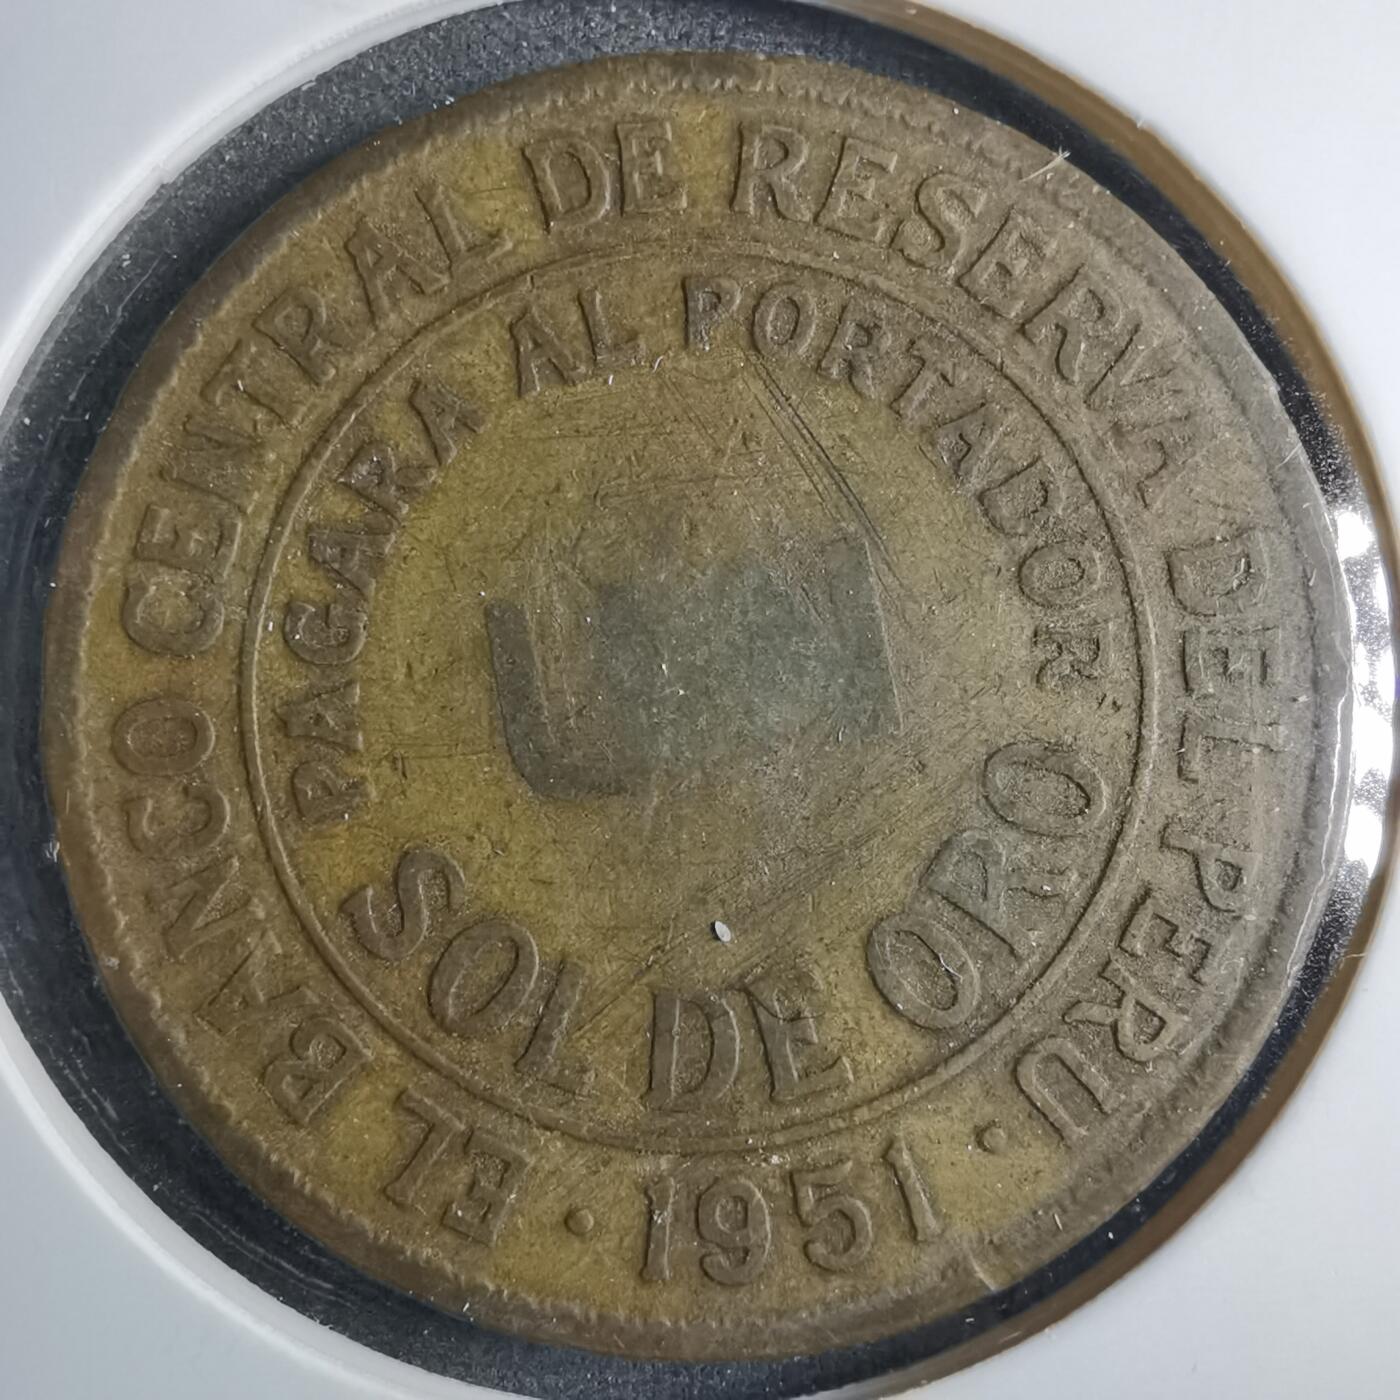 EL BANCO CENTRAL DE RESERVA DEL PERU
PAGARA AL PORTADOR
SOL DE ORO
· 1951 ·